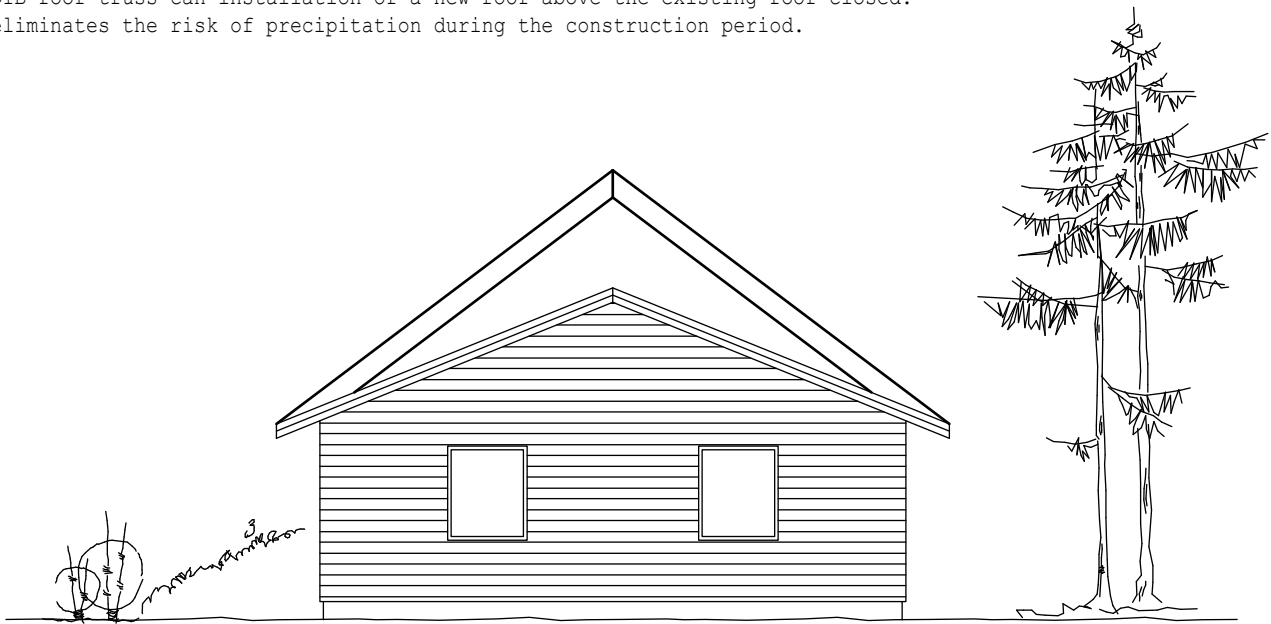 roof truss can installation of a new roof above the existing roof closed.
eliminates the risk of precipitation during the construction period.